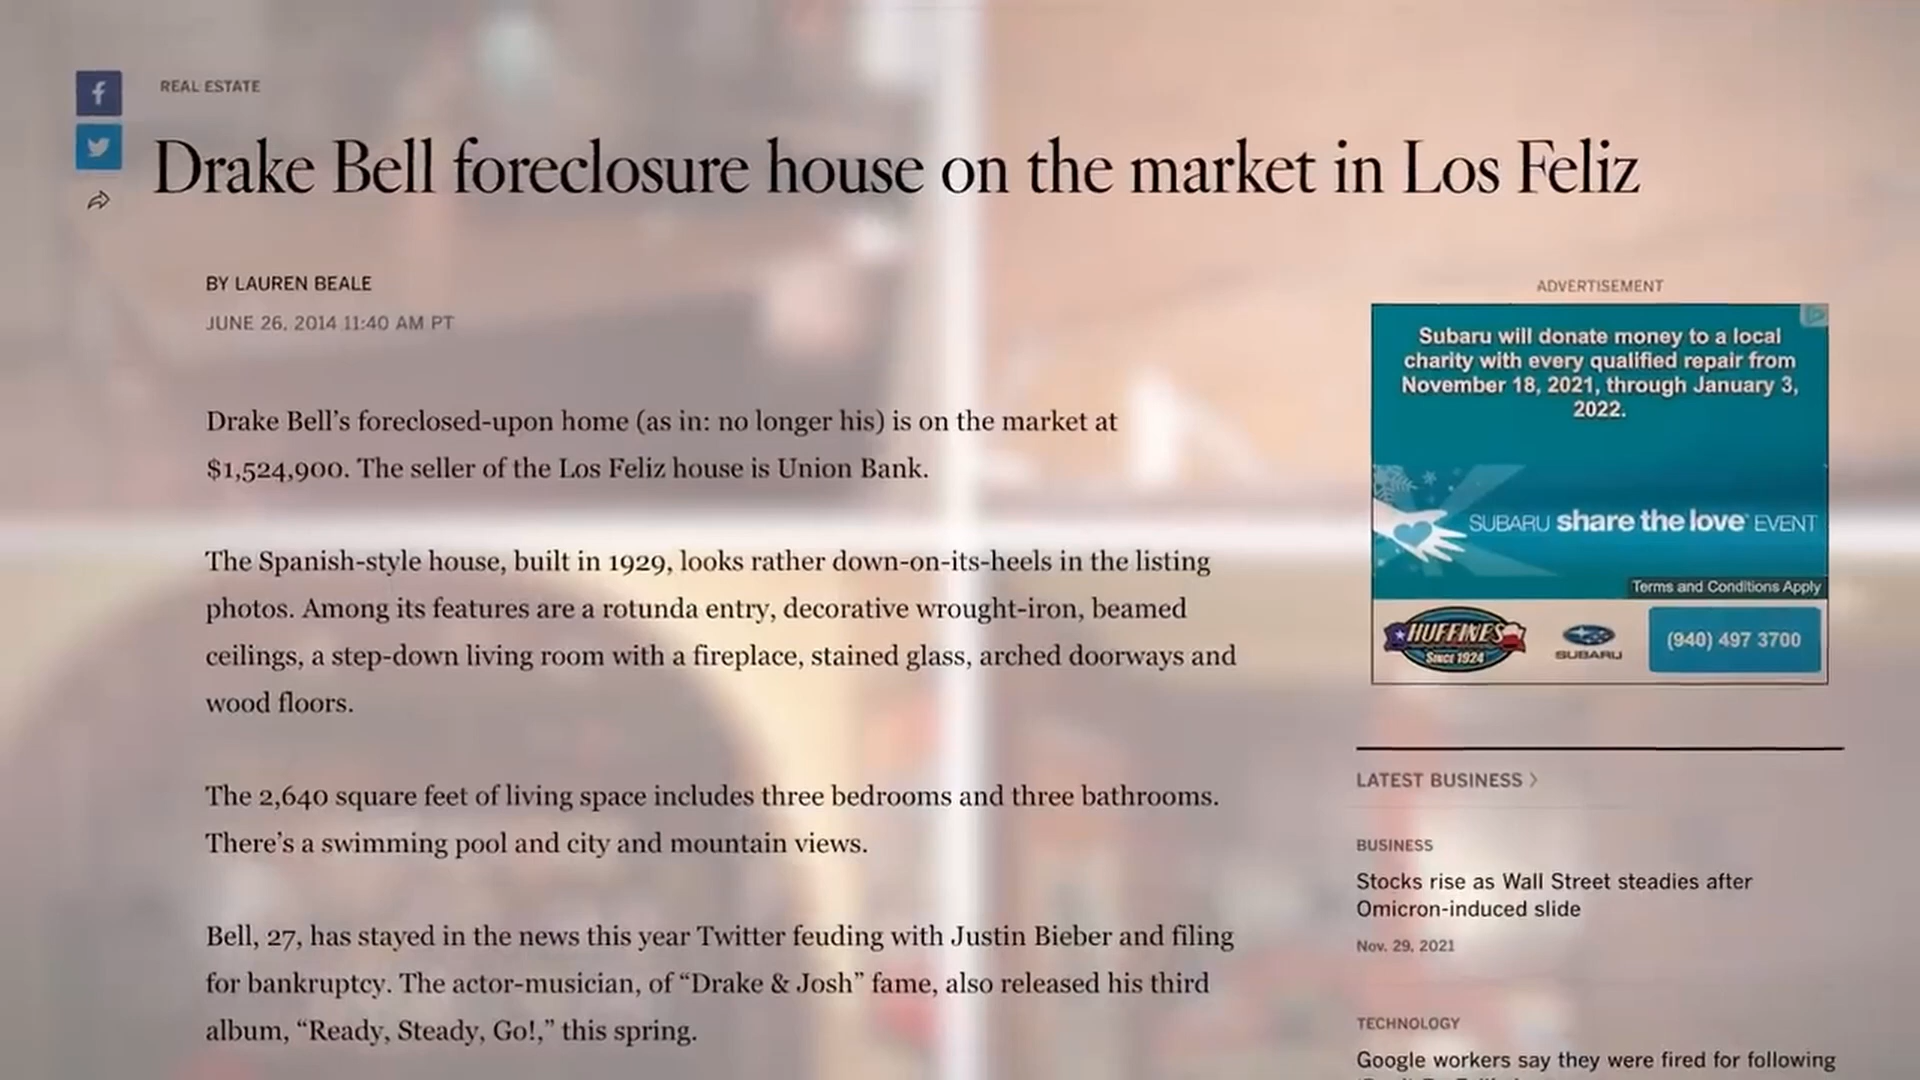 REAL ESTATE
Drake Bell foreclosure house on the market in Los Feliz
BY LAUREN BEALE
JUNE 26, 2014 11:40 AM PT
Drake Bell’s foreclosed-upon home (as in: no longer his) is on the market at
$1,524,900. The seller of the Los Feliz house is Union Bank.
The Spanish-style house, built in 1929, looks rather down-on-its-heels in the listing
photos. Among its features are a rotunda entry, decorative wrought-iron, beamed
ceilings, a step-down living room with a fireplace, stained glass, arched doorways and
wood floors.
The 2,640 square feet of living space includes three bedrooms and three bathrooms.
There’s a swimming pool and city and mountain views.
Bell, 27, has stayed in the news this year Twitter feuding with Justin Bieber and filing
for bankruptcy. The actor-musician, of “Drake & Josh” fame, also released his third
album, “Ready, Steady, Go!,” this spring.
ADVERTISEMENT
Subaru will donate money to a local
charity with every qualified repair from
November 18, 2021, through January 3,
2022.
SUBARU share the love EVENT
Terms and Conditions Apply
HUFFINES
SINCE 1924
SUBARU
(940) 497 3700
LATEST BUSINESS
BUSINESS
Stocks rise as Wall Street steadies after
Omicron-induced slide
Nov. 29, 2021
TECHNOLOGY
Google workers say they were fired for following